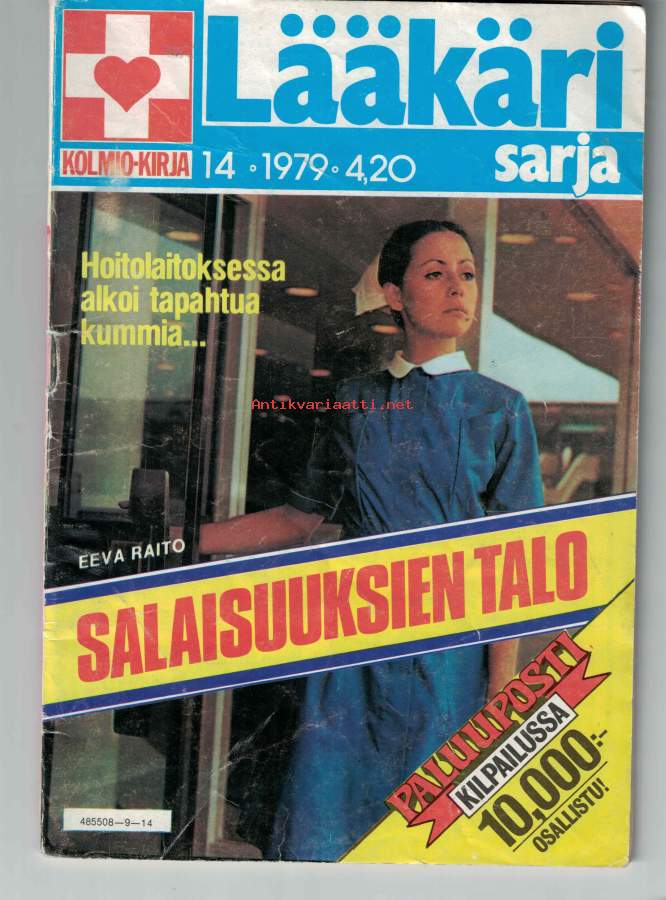 Lääkäri
sarja
KOLMIO-KIRJA
14 • 1979 • 4,20
Hoitolaitoksessa
alkoi tapahtua
kummia...
Antikvariaatti.net
EEVA RAITO
SALAISUUKSIEN TALO
PALUUPOSTI
KILPAILUSSA
10,000:-
OSALLISTU!
485508—9—14